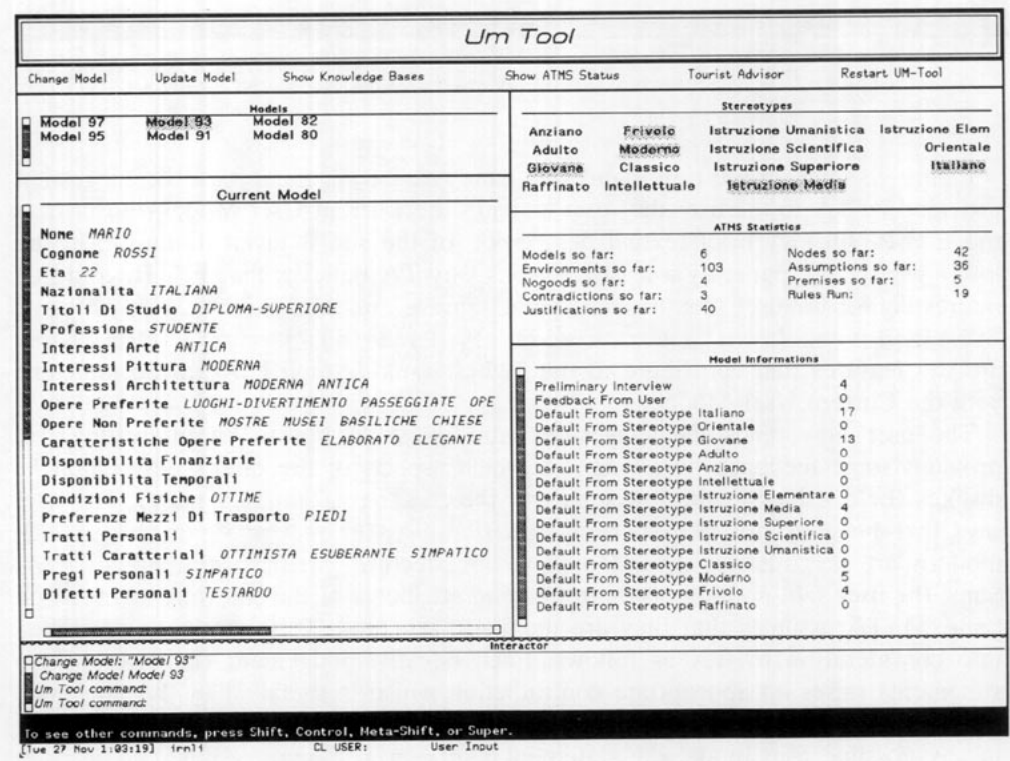 Um Tool
Change Model Update Model Show Knowledge Bases Show ATMS Status Tourist Advisor Restart UM-Tool
Models
Model 97 Model 93 Model 82
Model 95 Model 91 Model 80
Current Model
Nome MARIO
Cognome ROSSI
Eta 22
Nazionalita ITALIANA
Titoli Di Studio DIPLOMA-SUPERIORE
Professione STUDENTE
Interessi Arte ANTICA
Interessi Pittura MODERNA
Interessi Architettura MODERNA ANTICA
Opere Preferite LUOGHI-DIVERTIMENTO PASSEGGIATE OPE
Opere Non Preferite MOSTRE MUSEI BASILICHE CHIESE
Caratteristiche Opere Preferite ELABORATO ELEGANTE
Disponibilita Finanziarie
Disponibilita Temporali
Condizioni Fisiche OTTIME
Preferenze Mezzi Di Trasporto PIEDI
Tratti Personali
Tratti Caratteriali OTTIMISTA ESUBERANTE SIMPATICO
Pregi Personali SIMPATICO
Difetti Personali TESTARDO
Stereotypes
Anziano Frivolo Istruzione Umanistica Istruzione Elem
Adulto Moderno Istruzione Scientifica Orientale
Giovane Classico Istruzione Superiore Italiano
Raffinato Intellettuale Istruzione Media
ATMS Statistics
Models so far: 6 Nodes so far: 42
Environments so far: 103 Assumptions so far: 36
Nogoods so far: 4 Premises so far: 5
Contradictions so far: 3 Rules Run: 19
Justifications so far: 40
Model Informations
Preliminary Interview 4
Feedback From User 0
Default From Stereotype Italiano 17
Default From Stereotype Orientale 0
Default From Stereotype Giovane 13
Default From Stereotype Adulto 0
Default From Stereotype Anziano 0
Default From Stereotype Intellettuale 0
Default From Stereotype Istruzione Elementare 0
Default From Stereotype Istruzione Media 4
Default From Stereotype Istruzione Superiore 0
Default From Stereotype Istruzione Scientifica 0
Default From Stereotype Istruzione Umanistica 0
Default From Stereotype Classico 0
Default From Stereotype Moderno 5
Default From Stereotype Frivolo 4
Default From Stereotype Raffinato 0
Interactor
Change Model: "Model 93"
Change Model Model 93
Um Tool command:
Um Tool command:
To see other commands, press Shift, Control, Meta-Shift, or Super.
[Tue 27 Nov 1:03:19] irnli CL USER: User Input